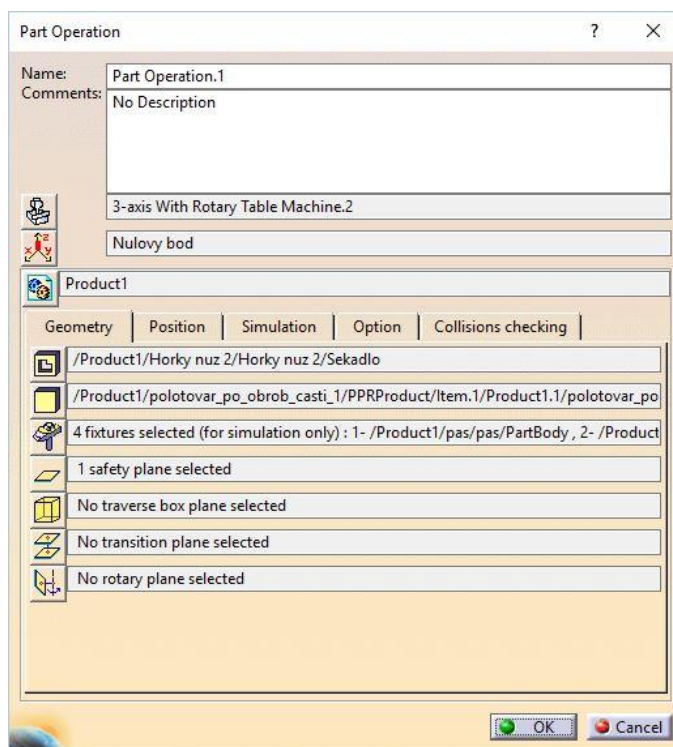 Part Operation ?
Name: Part Operation.1
Comments: No Description
3-axis With Rotary Table Machine.2
Nulovy bod
Product1
Geometry Position Simulation Option Collisions checking
/Product1/Horky nuz 2/Horky nuz 2/Sekadlo
/Product1/polotovar_po_obrob_casti_1/PPRProduct/Item.1/Product1.1/polotovar_po
4 fixtures selected (for simulation only) : 1- /Product1/pas/pas/PartBody , 2- /Product
1 safety plane selected
No traverse box plane selected
No transition plane selected
No rotary plane selected
OK Cancel